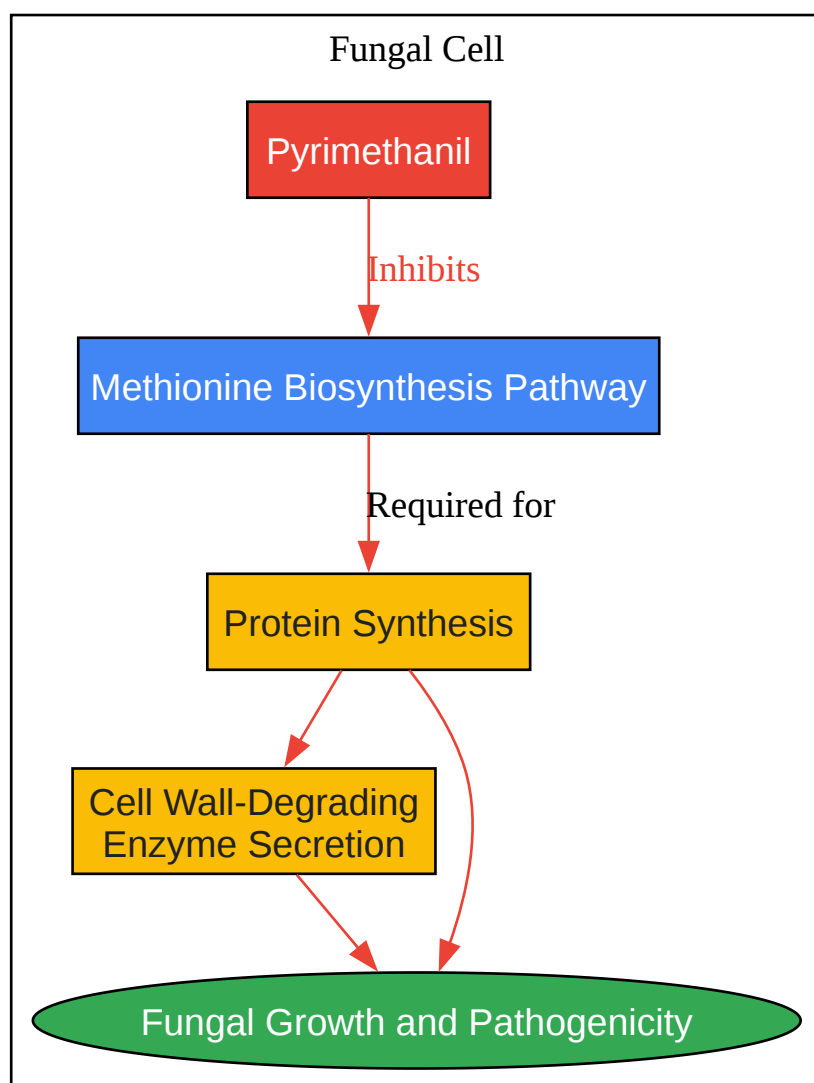 Fungal Cell
Pyrimethanil
Inhibits
Methionine Biosynthesis Pathway
Required for
Protein Synthesis
Cell Wall-Degrading
Enzyme Secretion
Fungal Growth and Pathogenicity